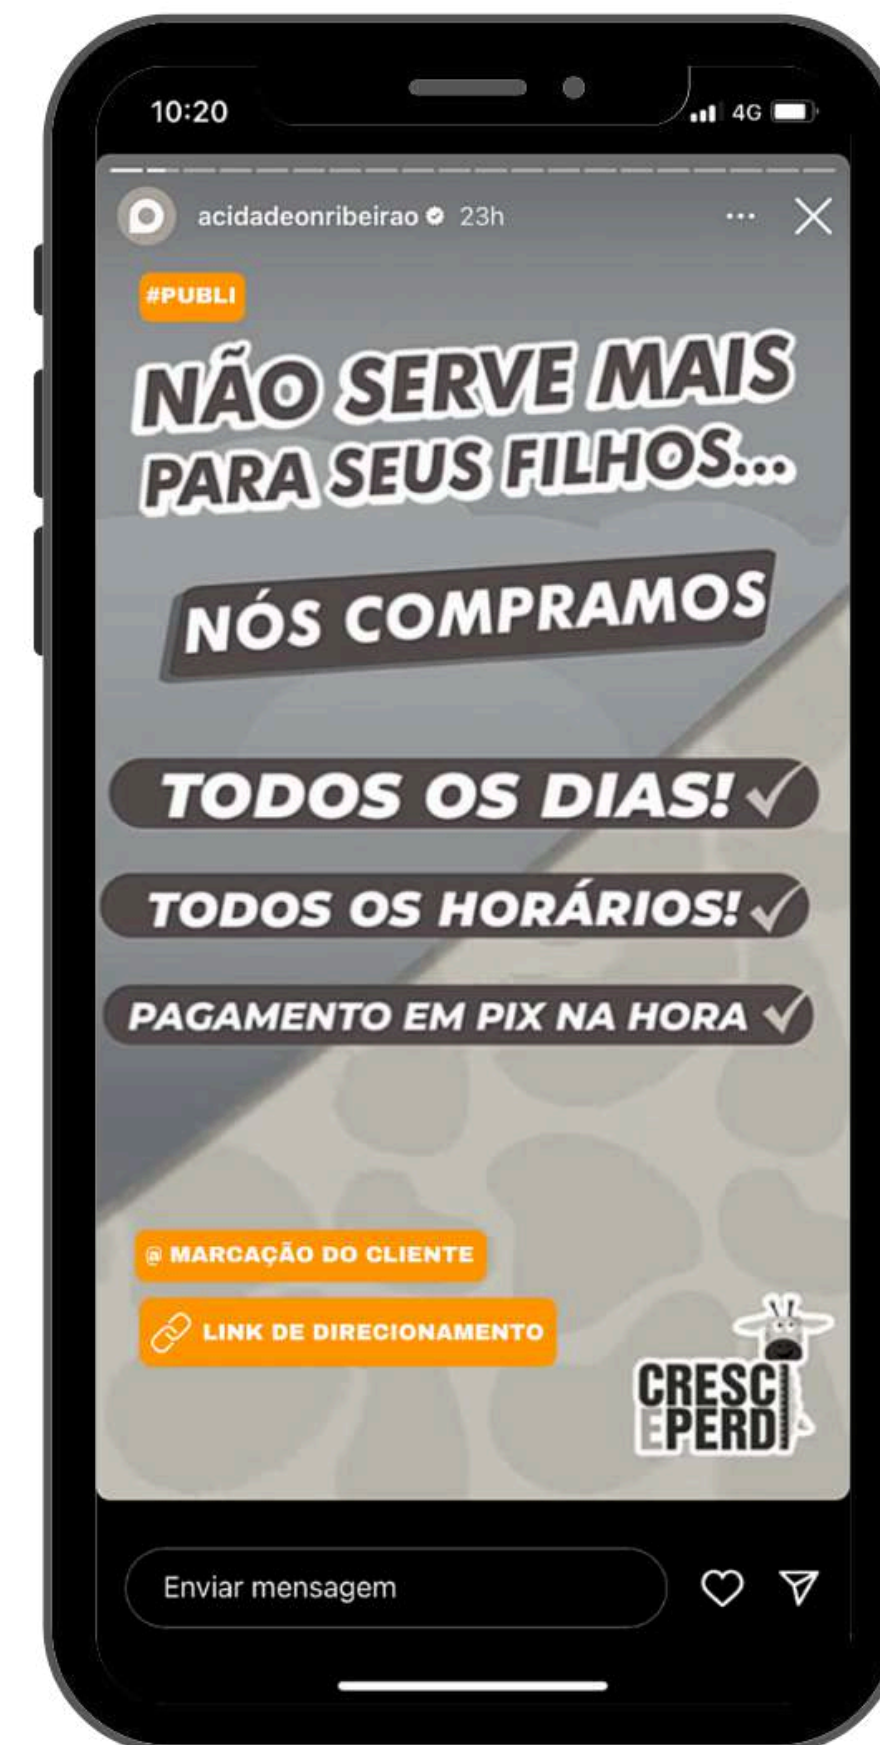 10:20
4G
acidadeonribeirao 23h
#PUBLI
NÃO SERVE MAIS
PARA SEUS FILHOS...
NÓS COMPRAMOS
TODOS OS DIAS!
TODOS OS HORÁRIOS!
PAGAMENTO EM PIX NA HORA
@ MARCAÇÃO DO CLIENTE
LINK DE DIRECIONAMENTO
CRESCI
E PERDI
Enviar mensagem